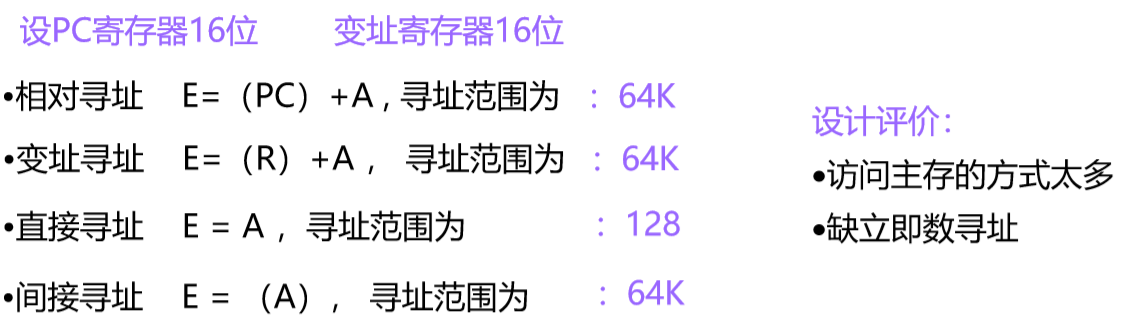 设PC寄存器16位 变址寄存器16位
•相对寻址 E=（PC）+A , 寻址范围为 ：64K
•变址寻址 E=（R）+A ， 寻址范围为 ：64K
•直接寻址 E = A ，寻址范围为 ：128
•间接寻址 E = （A）， 寻址范围为 ：64K
设计评价：
•访问主存的方式太多
•缺立即数寻址